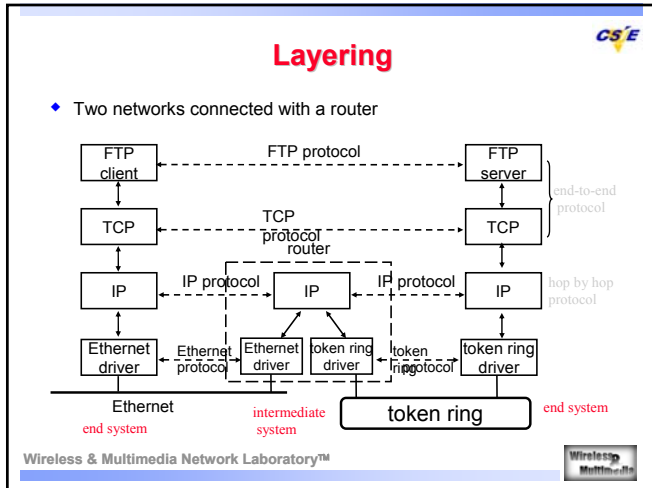 CSIE
Layering
Two networks connected with a router
FTP client
FTP protocol
FTP server
end-to-end protocol
TCP
TCP protocol
TCP
router
IP
IP protocol
IP
IP protocol
IP
hop by hop protocol
Ethernet driver
Ethernet protocol
Ethernet driver
token ring driver
token ring protocol
token ring driver
Ethernet
end system
intermediate system
token ring
end system
Wireless & Multimedia Network Laboratory™
Wireless
Multimedia